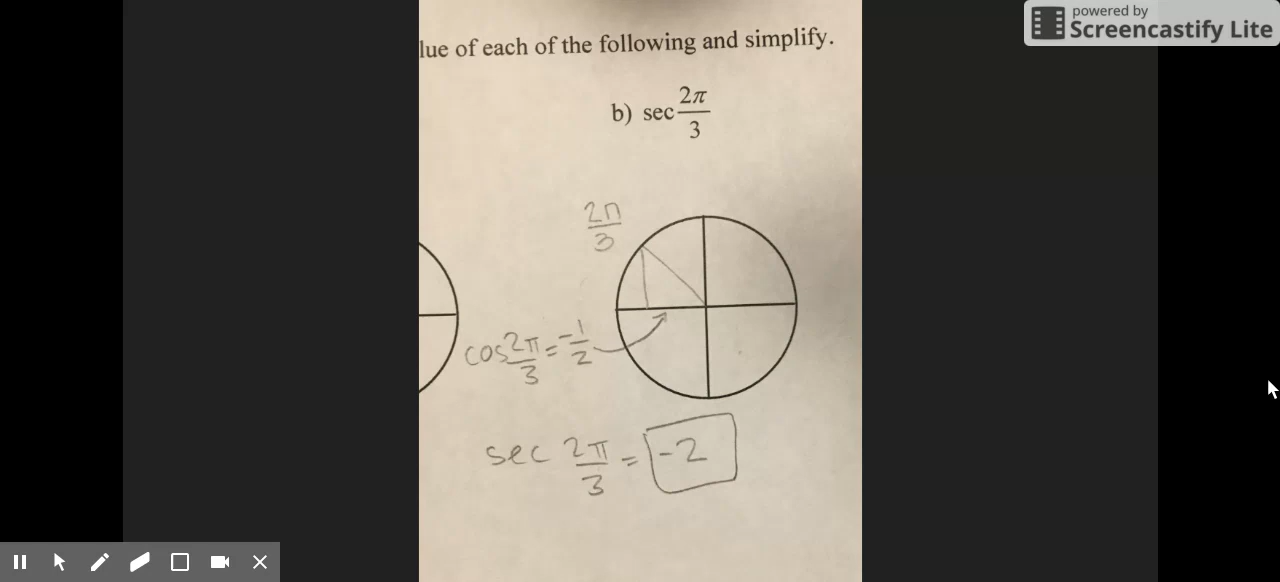 powered by
Screencastify Lite
lue of each of the following and simplify.
b) sec 2π/3
2π/3
cos 2π/3 = -1/2
sec 2π/3 = -2